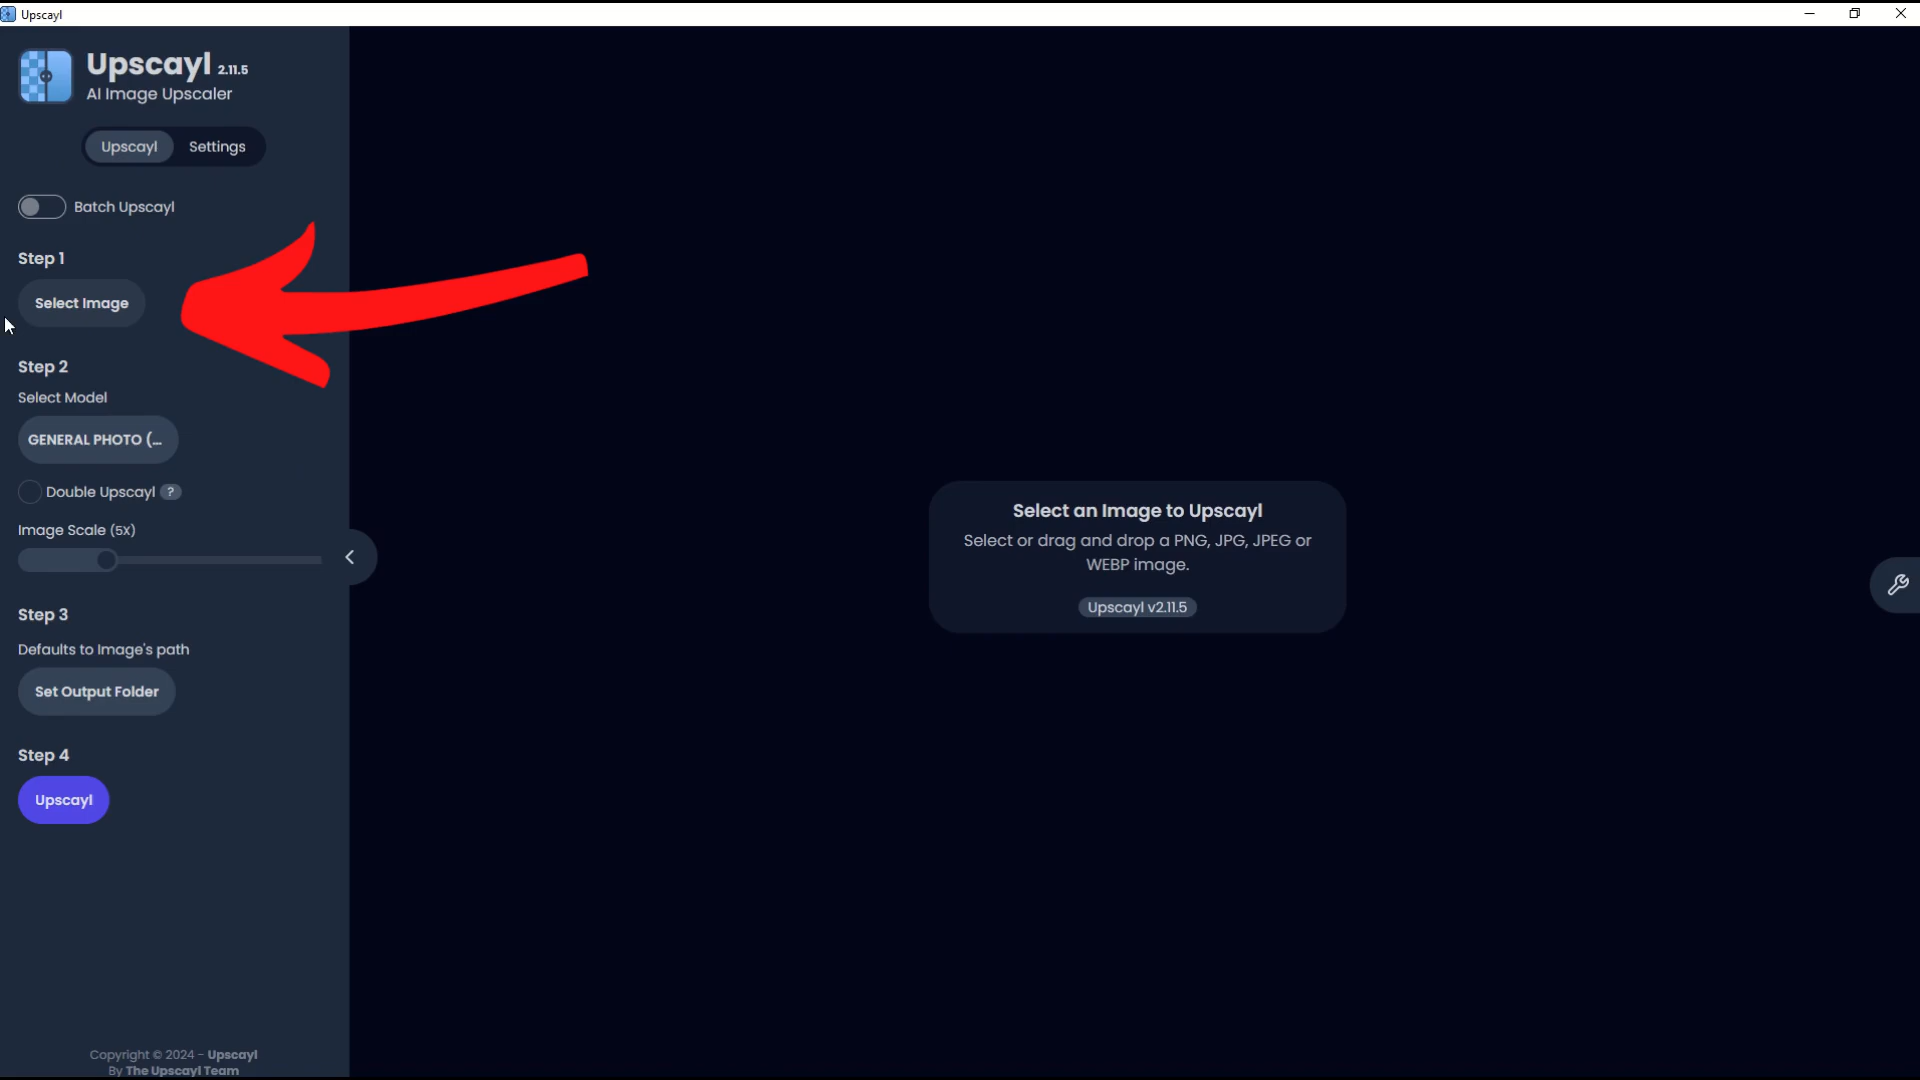 Upscayl
Upscayl 2.11.5
AI Image Upscaler
Upscayl Settings
Batch Upscayl
Step 1
Select Image
Step 2
Select Model
GENERAL PHOTO (...
Double Upscayl ?
Image Scale (5X)
Step 3
Defaults to Image's path
Set Output Folder
Step 4
Upscayl
Copyright © 2024 - Upscayl
By The Upscayl Team
Select an Image to Upscayl
Select or drag and drop a PNG, JPG, JPEG or
WEBP image.
Upscayl v2.11.5